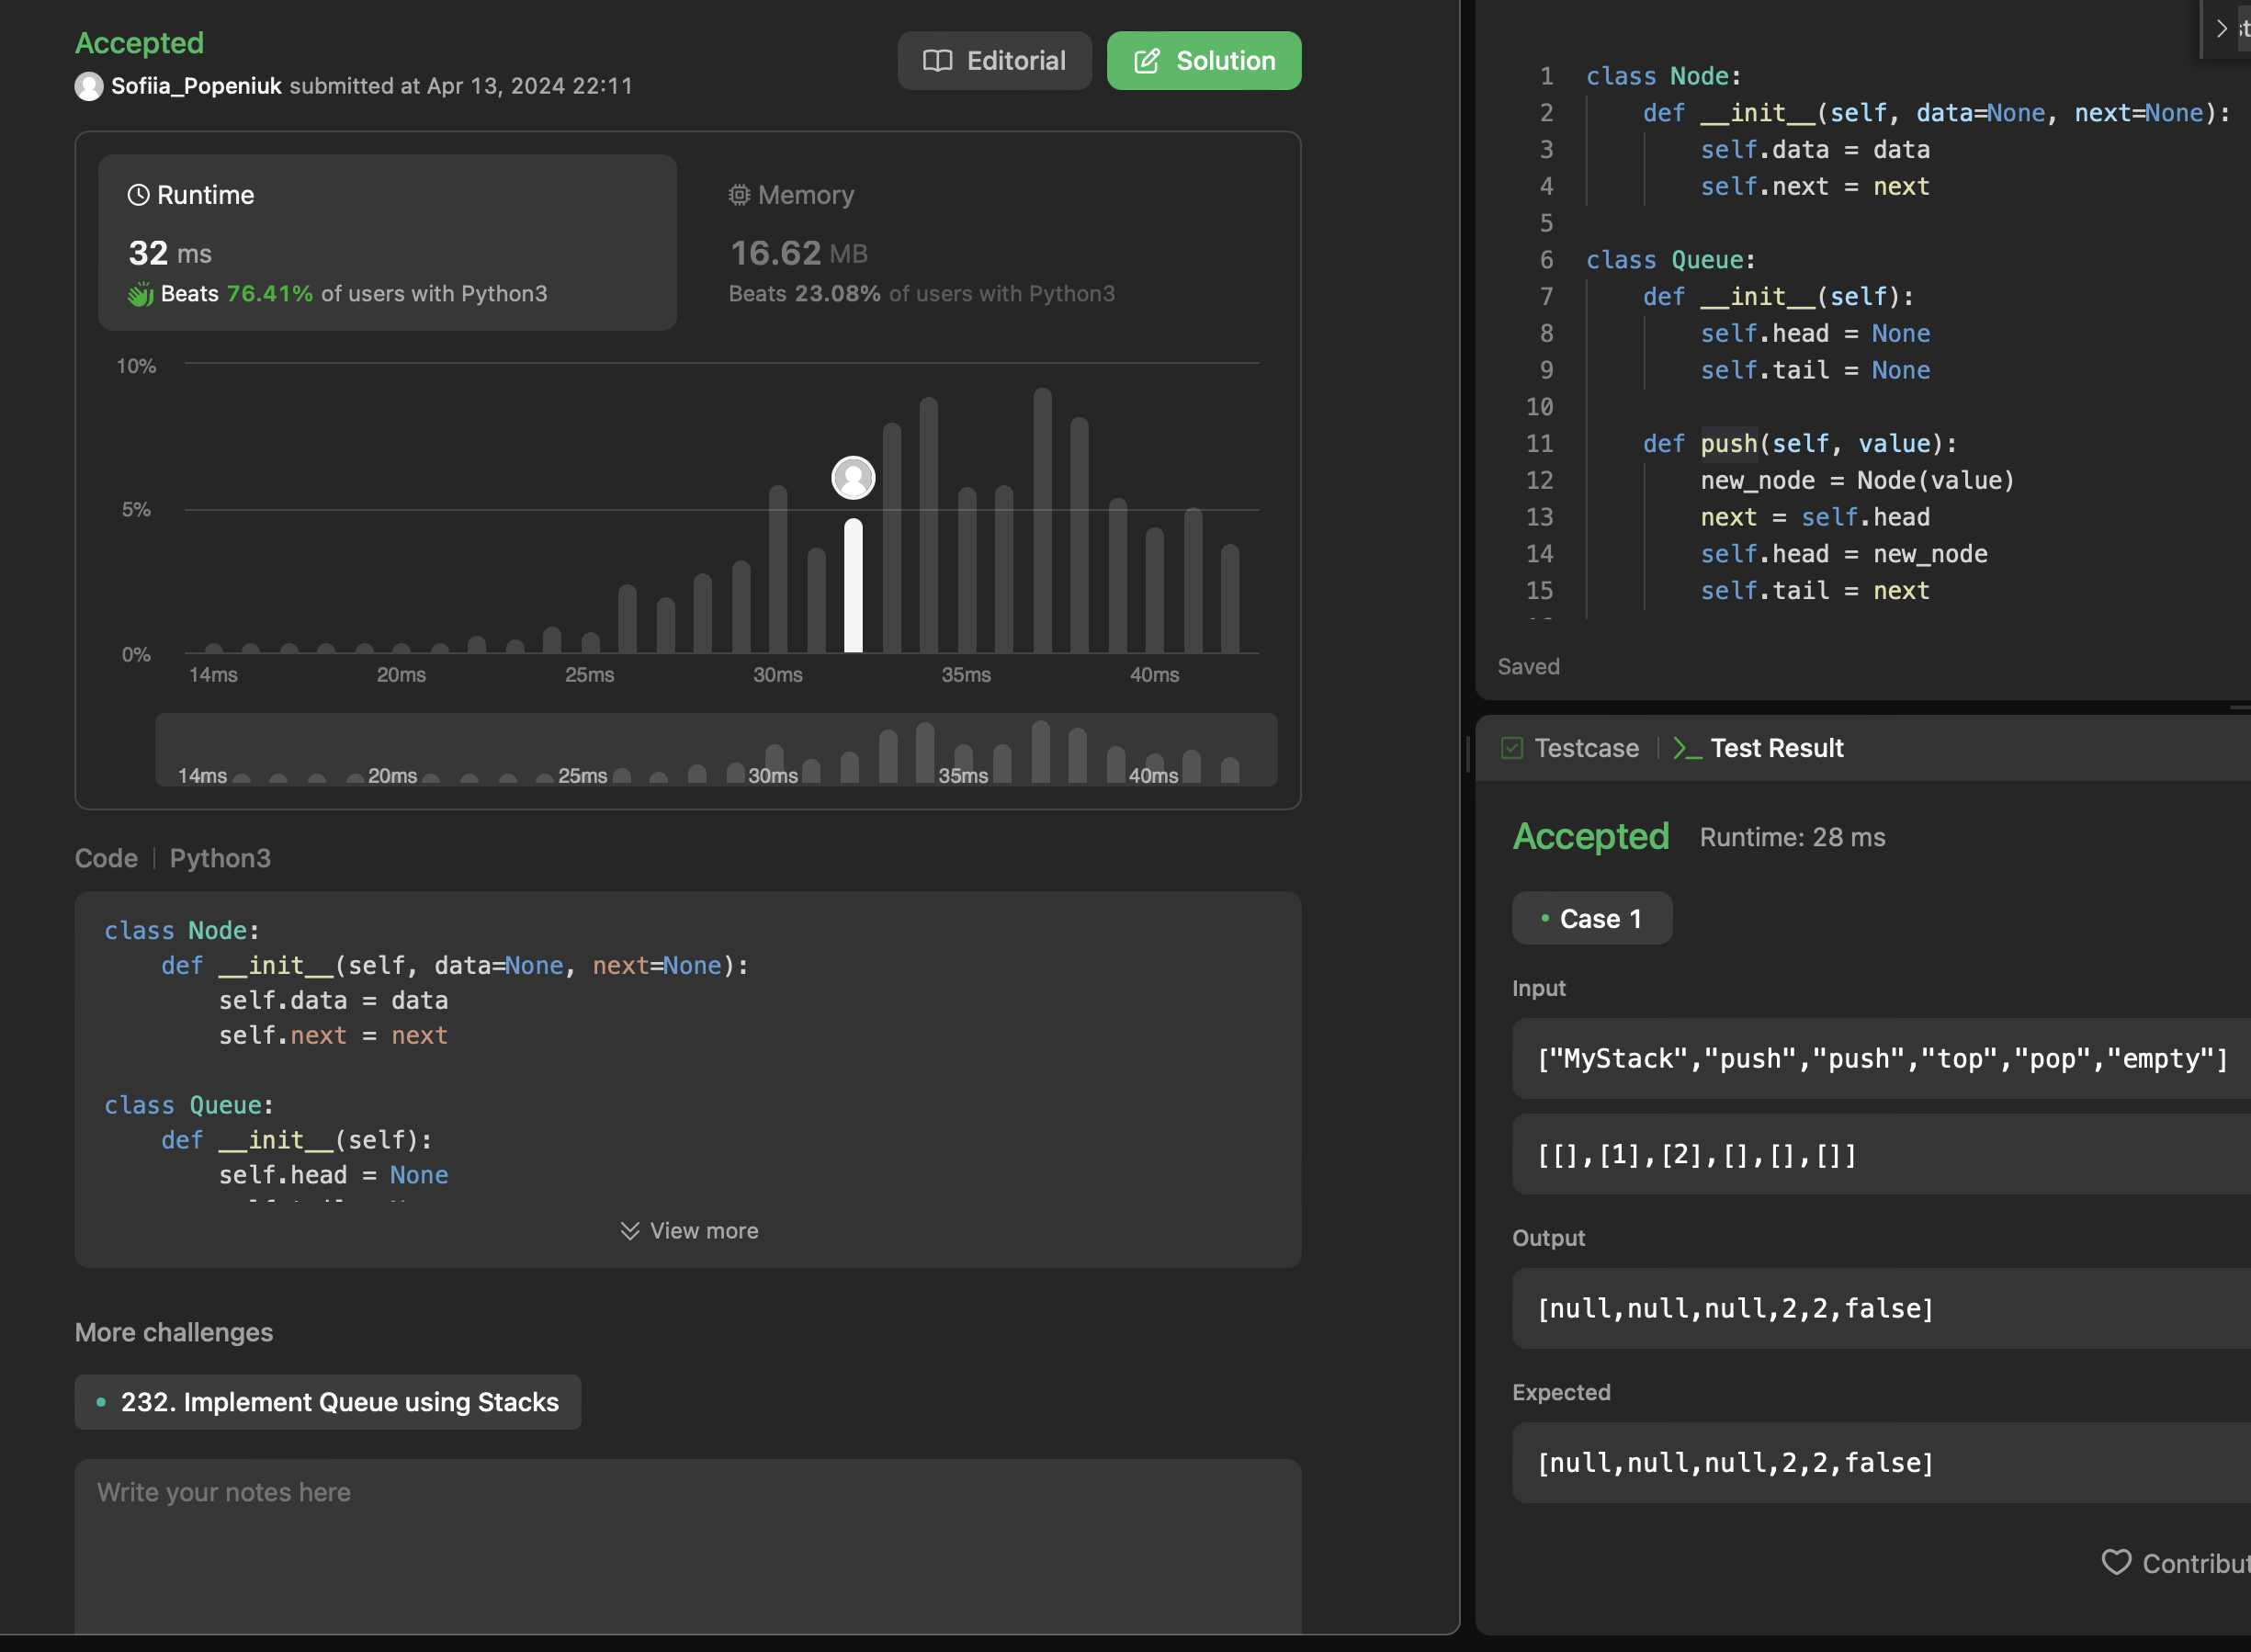 Accepted
Sofiia_Popeniuk submitted at Apr 13, 2024 22:11
Editorial
Solution
Runtime
32 ms
Beats 76.41% of users with Python3
Memory
16.62 MB
Beats 23.08% of users with Python3
10%
5%
0%
14ms 20ms 25ms 30ms 35ms 40ms
14ms 20ms 25ms 30ms 35ms 40ms
Code | Python3
class Node:
    def __init__(self, data=None, next=None):
        self.data = data
        self.next = next
class Queue:
    def __init__(self):
        self.head = None
View more
More challenges
232. Implement Queue using Stacks
Write your notes here
1 class Node:
2     def __init__(self, data=None, next=None):
3         self.data = data
4         self.next = next
5
6 class Queue:
7     def __init__(self):
8         self.head = None
9         self.tail = None
10
11     def push(self, value):
12         new_node = Node(value)
13         next = self.head
14         self.head = new_node
15         self.tail = next
Saved
Testcase | >_ Test Result
Accepted Runtime: 28 ms
Case 1
Input
["MyStack","push","push","top","pop","empty"]
[[],[1],[2],[],[],[]]
Output
[null,null,null,2,2,false]
Expected
[null,null,null,2,2,false]
Contribut